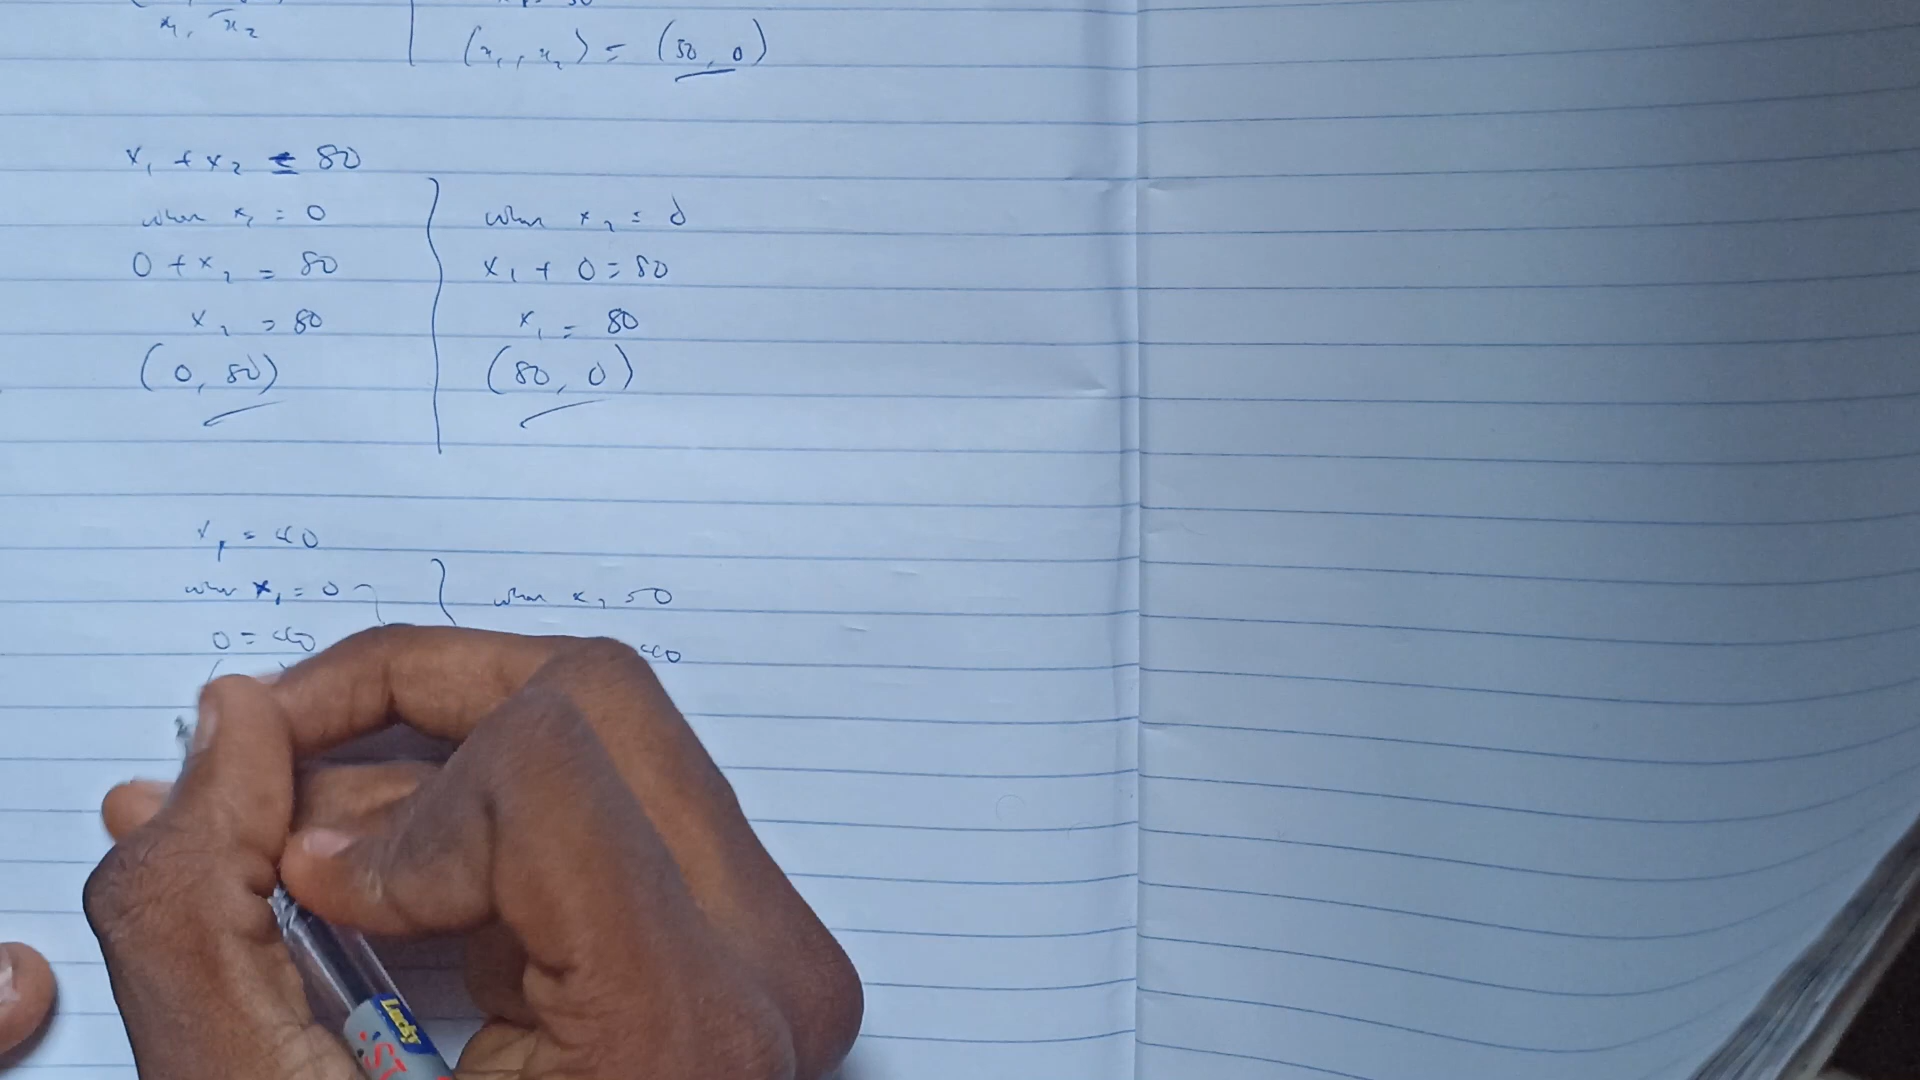 x₁, x₂
(x₁, x₂) = (50, 0)
x₁ + x₂ ≤ 80
when x₁ = 0
0 + x₂ = 80
x₂ = 80
(0, 80)
when x₂ = 0
x₁ + 0 = 80
x₁ = 80
(80, 0)
x₁ = 40
when x₁ = 0
0 = 40
when x₂ = 0
40
Lucky